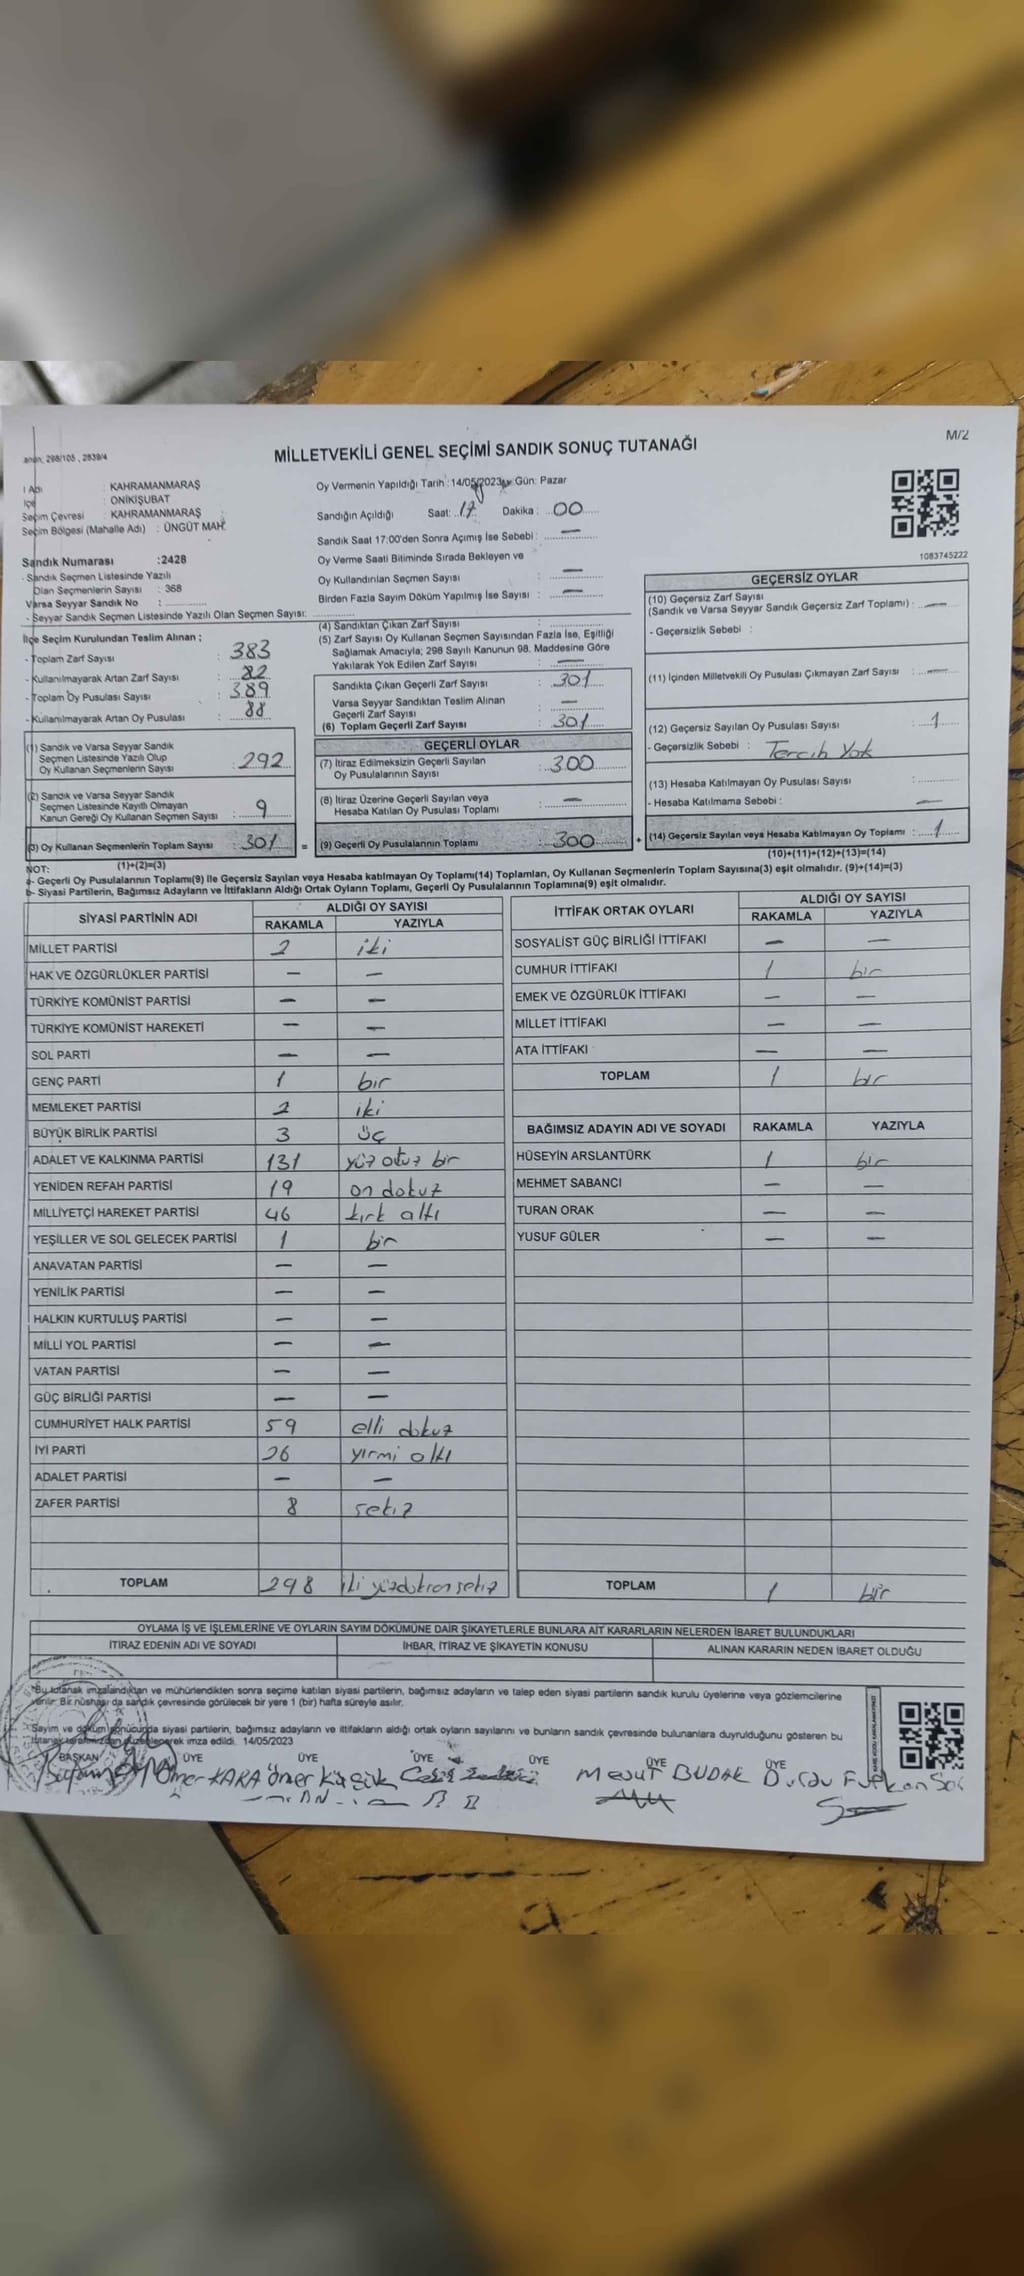 M/2
MİLLETVEKİLİ GENEL SEÇİMİ SANDIK SONUÇ TUTANAĞI
298/105 , 2839/4
İl Adı : KAHRAMANMARAŞ
İlçe : ONİKİŞUBAT
Seçim Çevresi : KAHRAMANMARAŞ
Seçim Bölgesi (Mahalle Adı) : ÜNGÜT MAH.
Sandık Numarası :2428
- Sandık Seçmen Listesinde Yazılı
Olan Seçmenlerin Sayısı : 368
Varsa Seyyar Sandık No :
- Seyyar Sandık Seçmen Listesinde Yazılı Olan Seçmen Sayısı:
Oy Vermenin Yapıldığı Tarih :14/05/2023 Gün: Pazar
Sandığın Açıldığı Saat: 17 Dakika : 00
Sandık Saat 17:00'den Sonra Açımış İse Sebebi : —
Oy Verme Saati Bitiminde Sırada Bekleyen ve
Oy Kullandırılan Seçmen Sayısı : —
Birden Fazla Sayım Döküm Yapılmış İse Sayısı : —
1083745222
İlçe Seçim Kurulundan Teslim Alınan ;
- Toplam Zarf Sayısı : 383
- Kullanılmayarak Artan Zarf Sayısı : 82
- Toplam Oy Pusulası Sayısı : 389
- Kullanılmayarak Artan Oy Pusulası : 88
(1) Sandık ve Varsa Seyyar Sandık
Seçmen Listesinde Yazılı Olup
Oy Kullanan Seçmenlerin Sayısı : 292
(2) Sandık ve Varsa Seyyar Sandık
Seçmen Listesinde Kayıtlı Olmayan
Kanun Gereği Oy Kullanan Seçmen Sayısı : 9
(3) Oy Kullanan Seçmenlerin Toplam Sayısı : 301 =
(1)+(2)=(3)
(4) Sandıktan Çıkan Zarf Sayısı :
(5) Zarf Sayısı Oy Kullanan Seçmen Sayısından Fazla İse, Eşitliği
Sağlamak Amacıyla; 298 Sayılı Kanunun 98. Maddesine Göre
Yakılarak Yok Edilen Zarf Sayısı : —
Sandıkta Çıkan Geçerli Zarf Sayısı : 301
Varsa Seyyar Sandıktan Teslim Alınan
Geçerli Zarf Sayısı : —
(6) Toplam Geçerli Zarf Sayısı : 301
GEÇERLİ OYLAR
(7) İtiraz Edilmeksizin Geçerli Sayılan
Oy Pusulalarının Sayısı : 300
(8) İtiraz Üzerine Geçerli Sayılan veya
Hesaba Katılan Oy Pusulası Toplamı : —
(9) Geçerli Oy Pusulalarının Toplamı : 300 +
GEÇERSİZ OYLAR
(10) Geçersiz Zarf Sayısı
(Sandık ve Varsa Seyyar Sandık Geçersiz Zarf Toplamı) : —
- Geçersizlik Sebebi :
(11) İçinden Milletvekil Oy Pusulası Çıkmayan Zarf Sayısı : —
(12) Geçersiz Sayılan Oy Pusulası Sayısı : 1
- Geçersizlik Sebebi : Tercih Yok
(13) Hesaba Katılmayan Oy Pusulası Sayısı :
- Hesaba Katılmama Sebebi : —
(14) Geçersiz Sayılan veya Hesaba Katılmayan Oy Toplamı : 1
(10)+(11)+(12)+(13)=(14)
NOT:
a- Geçerli Oy Pusulalarının Toplamı(9) İle Geçersiz Sayılan veya Hesaba katılmayan Oy Toplamı(14) Toplamları, Oy Kullanan Seçmenlerin Toplam Sayısına(3) eşit olmalıdır. (9)+(14)=(3)
b- Siyasi Partilerin, Bağımsız Adayların ve İttifakların Aldığı Ortak Oyların Toplamı, Geçerli Oy Pusulalarının Toplamına(9) eşit olmalıdır.
SİYASİ PARTİNİN ADI ALDIĞI OY SAYISI
RAKAMLA YAZIYLA
MİLLET PARTİSİ 2 iki
HAK VE ÖZGÜRLÜKLER PARTİSİ — —
TÜRKİYE KOMÜNİST PARTİSİ — —
TÜRKİYE KOMÜNİST HAREKETİ — —
SOL PARTİ — —
GENÇ PARTİ 1 bir
MEMLEKET PARTİSİ 2 iki
BÜYÜK BİRLİK PARTİSİ 3 üç
ADALET VE KALKINMA PARTİSİ 131 yüz otuz bir
YENİDEN REFAH PARTİSİ 19 on dokuz
MİLLİYETÇİ HAREKET PARTİSİ 46 kırk altı
YEŞİLLER VE SOL GELECEK PARTİSİ 1 bir
ANAVATAN PARTİSİ — —
YENİLİK PARTİSİ — —
HALKIN KURTULUŞ PARTİSİ — —
MİLLİ YOL PARTİSİ — —
VATAN PARTİSİ — —
GÜÇ BİRLİĞİ PARTİSİ — —
CUMHURİYET HALK PARTİSİ 59 elli dokuz
İYİ PARTİ 26 yirmi altı
ADALET PARTİSİ — —
ZAFER PARTİSİ 8 sekiz
TOPLAM 298 iki yüzdoksan sekiz
İTTİFAK ORTAK OYLARI ALDIĞI OY SAYISI
RAKAMLA YAZIYLA
SOSYALİST GÜÇ BİRLİĞİ İTTİFAKI — —
CUMHUR İTTİFAKI 1 bir
EMEK VE ÖZGÜRLÜK İTTİFAKI — —
MİLLET İTTİFAKI — —
ATA İTTİFAKI — —
TOPLAM 1 bir
BAĞIMSIZ ADAYIN ADI VE SOYADI RAKAMLA YAZIYLA
HÜSEYİN ARSLANTÜRK 1 bir
MEHMET SABANCI — —
TURAN ORAK — —
YUSUF GÜLER — —
TOPLAM 1 bir
OYLAMA İŞ VE İŞLEMLERİNE VE OYLARIN SAYIM DÖKÜMÜNE DAİR ŞİKAYETLERLE BUNLARA AİT KARARLARIN NELERDEN İBARET BULUNDUKLARI
İTİRAZ EDENİN ADI VE SOYADI İHBAR, İTİRAZ VE ŞİKAYETİN KONUSU ALINAN KARARIN NEDEN İBARET OLDUĞU
"Bu tutanak imzalandıktan ve mühürlendikten sonra seçime katılan siyasi partilerin, bağımsız adayların ve talep eden siyasi partilerin sandık kurulu üyelerine veya gözlemcilerine
verilir. Bir nüshası da sandık çevresinde görülecek bir yere 1 (bir) hafta süreyle asılır.
Sayım ve döküm sonucunda siyasi partilerin, bağımsız adayların ve ittifakların aldığı ortak oyların sayılarını ve bunların sandık çevresinde bulunanlara duyrulduğunu gösteren bu
tutanak tarafımızdan düzenlenerek imza edildi. 14/05/2023
BAŞKAN ÜYE ÜYE ÜYE ÜYE ÜYE ÜYE
Ömer KARA Ömer Küçük Mesut BUDAK Furkan